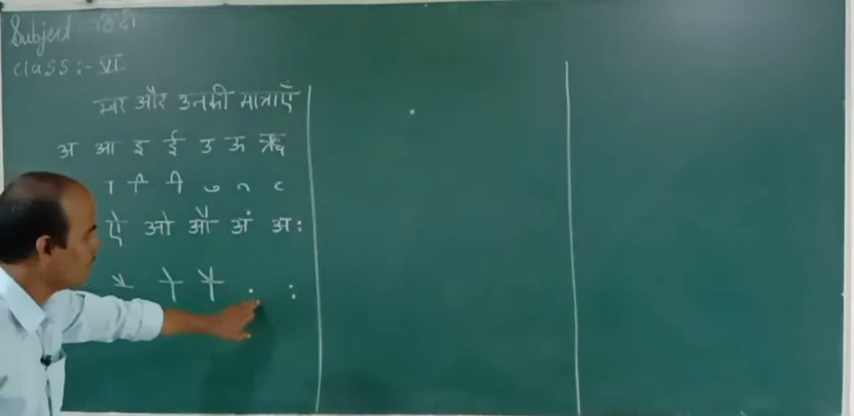 Subject हिंदी
Class :- VI
स्वर और उनकी मात्राएँ
अ आ इ ई उ ऊ ऋ
ा ि ी ु ू ृ
ऐ ओ औ अं अः
ै ो ौ ं ः